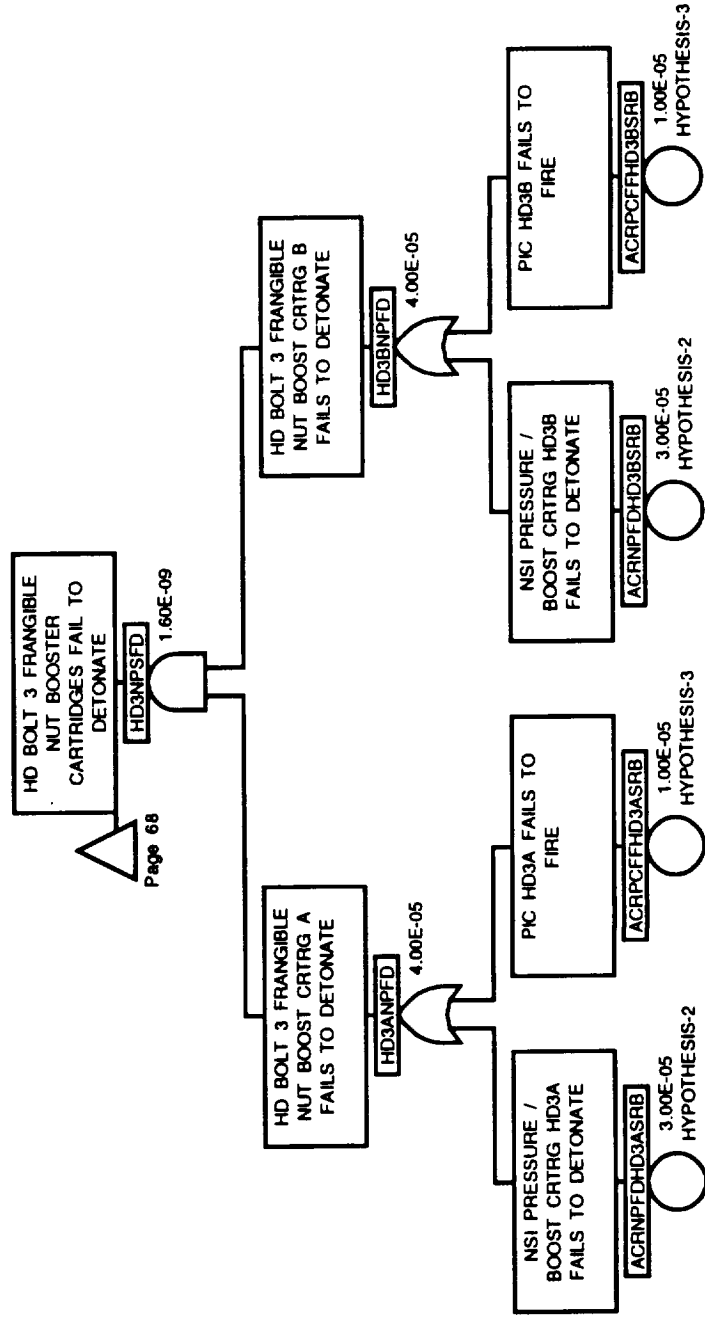 HD BOLT 3 FRANGIBLE
NUT BOOSTER
CARTRIDGES FAIL TO
DETONATE
HD3NPSFD
1.60E-09
Page 68
HD BOLT 3 FRANGIBLE
NUT BOOST CRTRG A
FAILS TO DETONATE
HD3ANPFD
4.00E-05
HD BOLT 3 FRANGIBLE
NUT BOOST CRTRG B
FAILS TO DETONATE
HD3BNPFD
4.00E-05
NSI PRESSURE /
BOOST CRTRG HD3A
FAILS TO DETONATE
ACRNPFDHD3ASRB
3.00E-05
HYPOTHESIS-2
PIC HD3A FAILS TO
FIRE
ACRPCFFHD3ASRB
1.00E-05
HYPOTHESIS-3
NSI PRESSURE /
BOOST CRTRG HD3B
FAILS TO DETONATE
ACRNPFDHD3BSRB
3.00E-05
HYPOTHESIS-2
PIC HD3B FAILS TO
FIRE
ACRPCFFHD3BSRB
1.00E-05
HYPOTHESIS-3